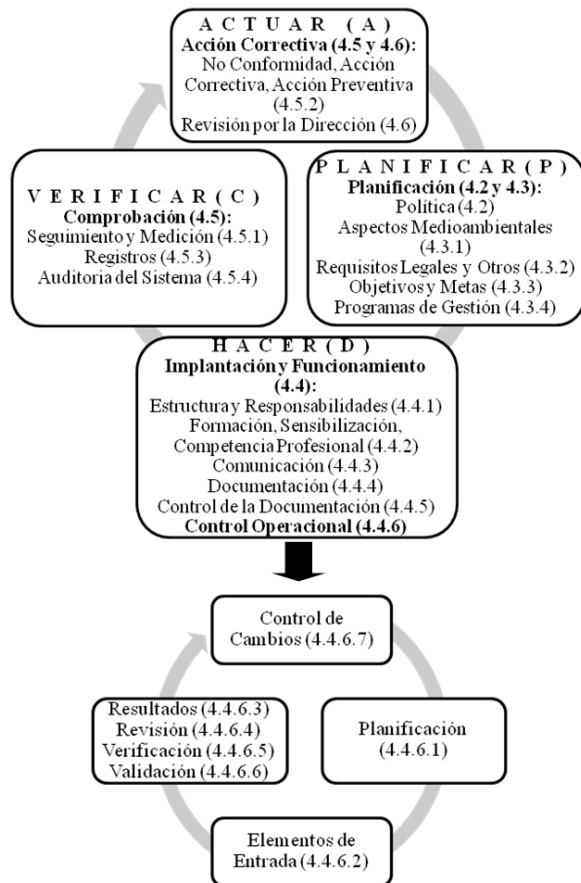 ACTUAR (A)
Acción Correctiva (4.5 y 4.6):
No Conformidad, Acción
Correctiva, Acción Preventiva
(4.5.2)
Revisión por la Dirección (4.6)
PLANIFICAR(P)
Planificación (4.2 y 4.3):
Política (4.2)
Aspectos Medioambientales
(4.3.1)
Requisitos Legales y Otros (4.3.2)
Objetivos y Metas (4.3.3)
Programas de Gestión (4.3.4)
VERIFICAR(C)
Comprobación (4.5):
Seguimiento y Medición (4.5.1)
Registros (4.5.3)
Auditoria del Sistema (4.5.4)
HACER(D)
Implantación y Funcionamiento
(4.4):
Estructura y Responsabilidades (4.4.1)
Formación, Sensibilización,
Competencia Profesional (4.4.2)
Comunicación (4.4.3)
Documentación (4.4.4)
Control de la Documentación (4.4.5)
Control Operacional (4.4.6)
Control de
Cambios (4.4.6.7)
Resultados (4.4.6.3)
Revisión (4.4.6.4)
Verificación (4.4.6.5)
Validación (4.4.6.6)
Planificación
(4.4.6.1)
Elementos de
Entrada (4.4.6.2)